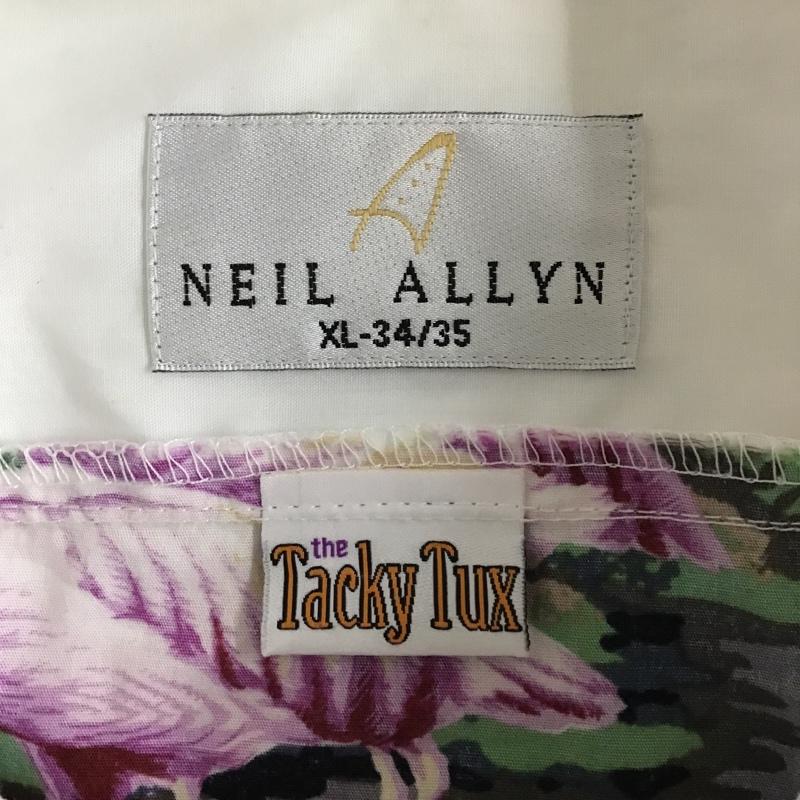 NEIL ALLYN
XL-34/35
the
Tacky Tux